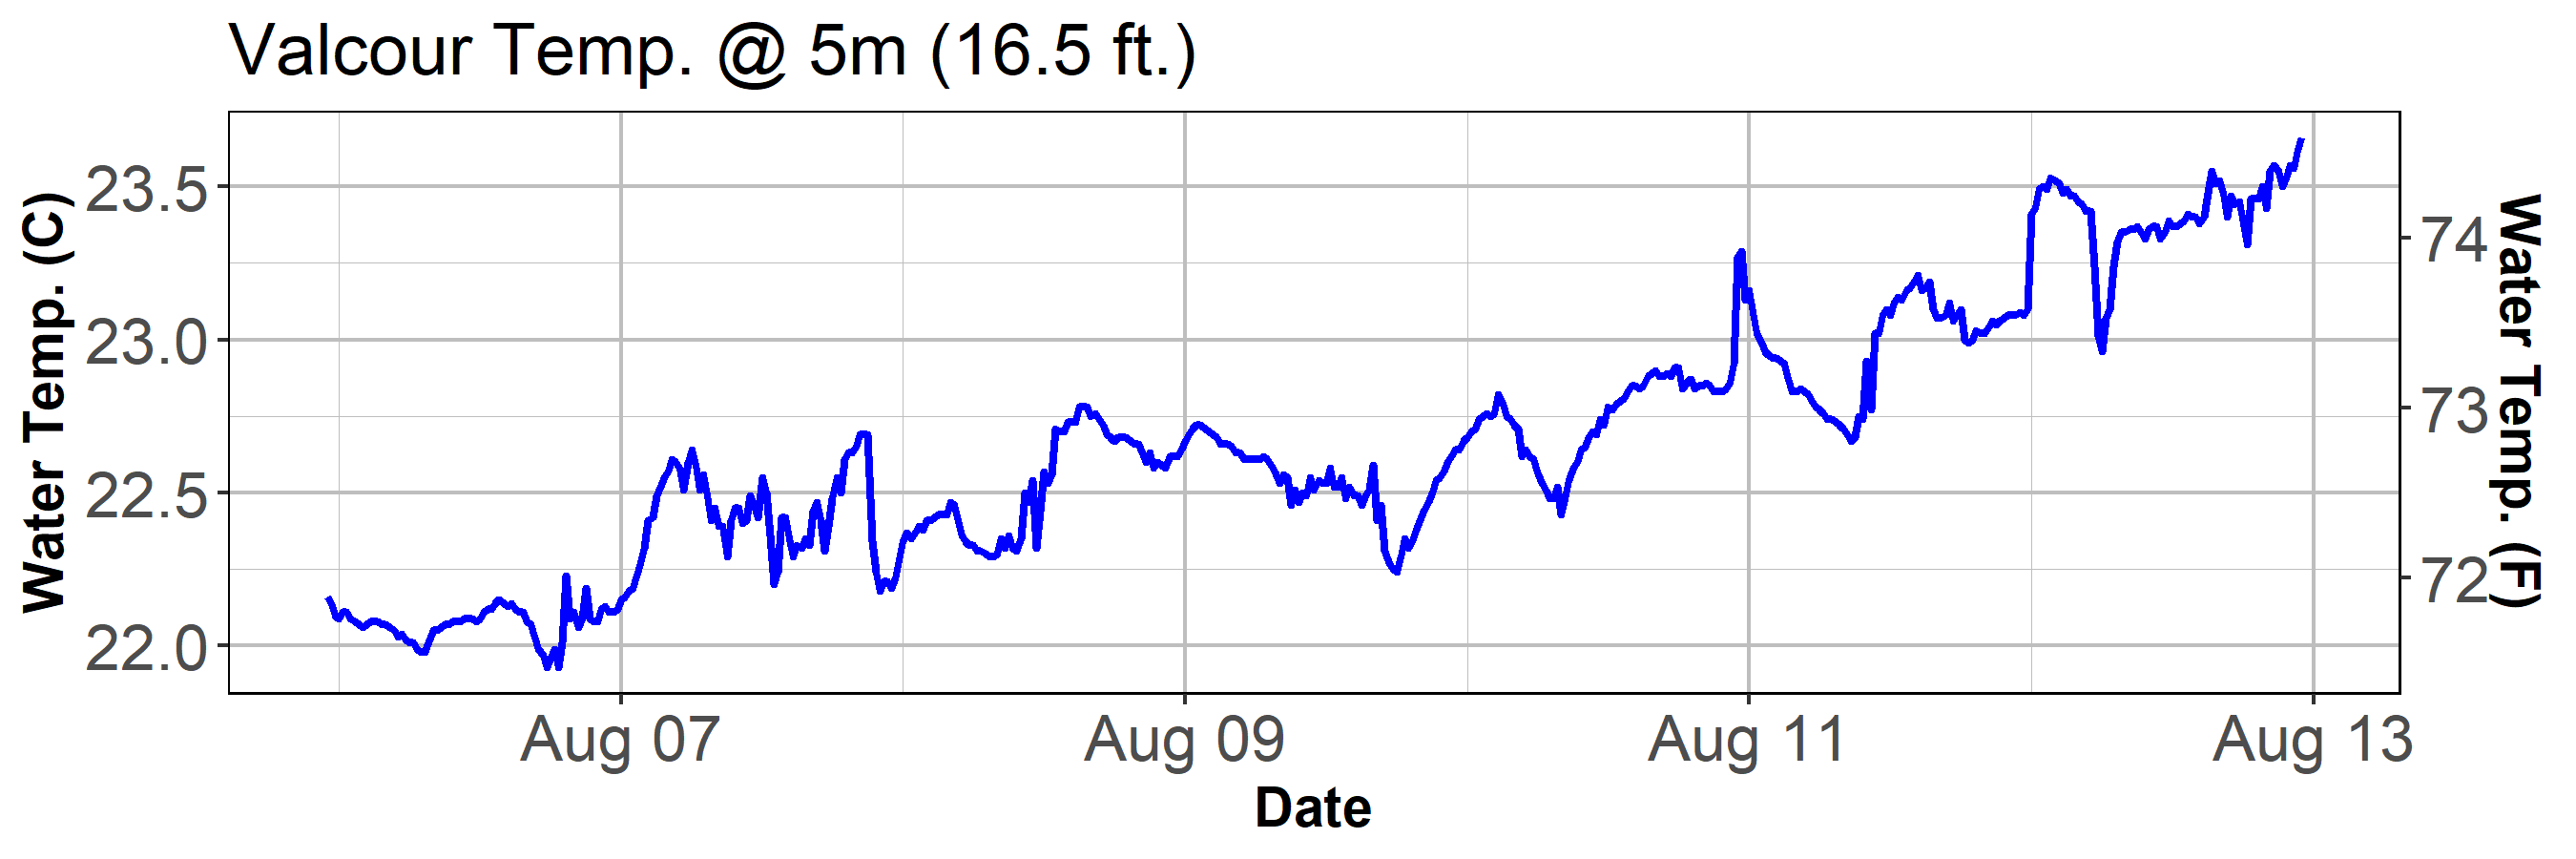 Valcour Temp. @ 5m (16.5 ft.)
Water Temp. (C)
23.5
23.0
22.5
22.0
74
73
72
Water Temp. (F)
Aug 07
Aug 09
Aug 11
Aug 13
Date